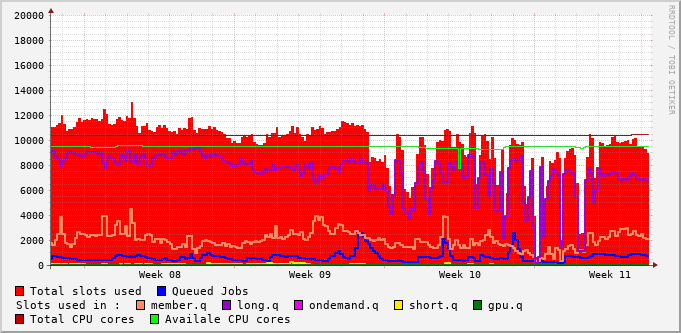 20000
18000
16000
14000
12000
10000
8000
6000
4000
2000
0
Week 08 Week 09 Week 10 Week 11
RRDTOOL / TOBI OETIKER
Total slots used Queued Jobs
Slots used in : member.q long.q ondemand.q short.q gpu.q
Total CPU cores Availale CPU cores